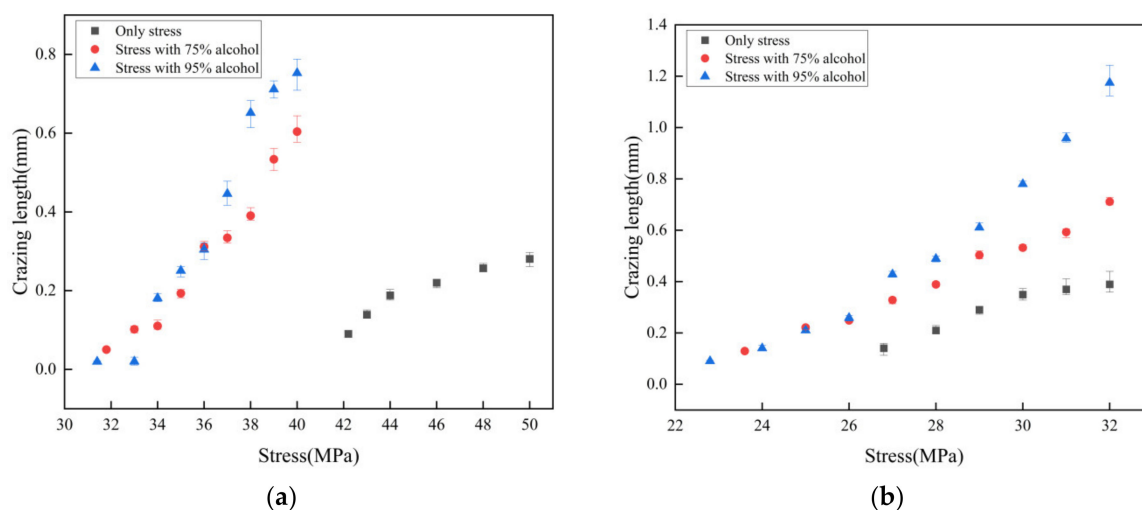 Only stress
Stress with 75% alcohol
Stress with 95% alcohol
Crazing length(mm)
0.8
0.6
0.4
0.2
0.0
30 32 34 36 38 40 42 44 46 48 50
Stress(MPa)
(a)
Only stress
Stress with 75% alcohol
Stress with 95% alcohol
Crazing length(mm)
1.4
1.2
1.0
0.8
0.6
0.4
0.2
0.0
22 24 26 28 30 32
Stress(MPa)
(b)